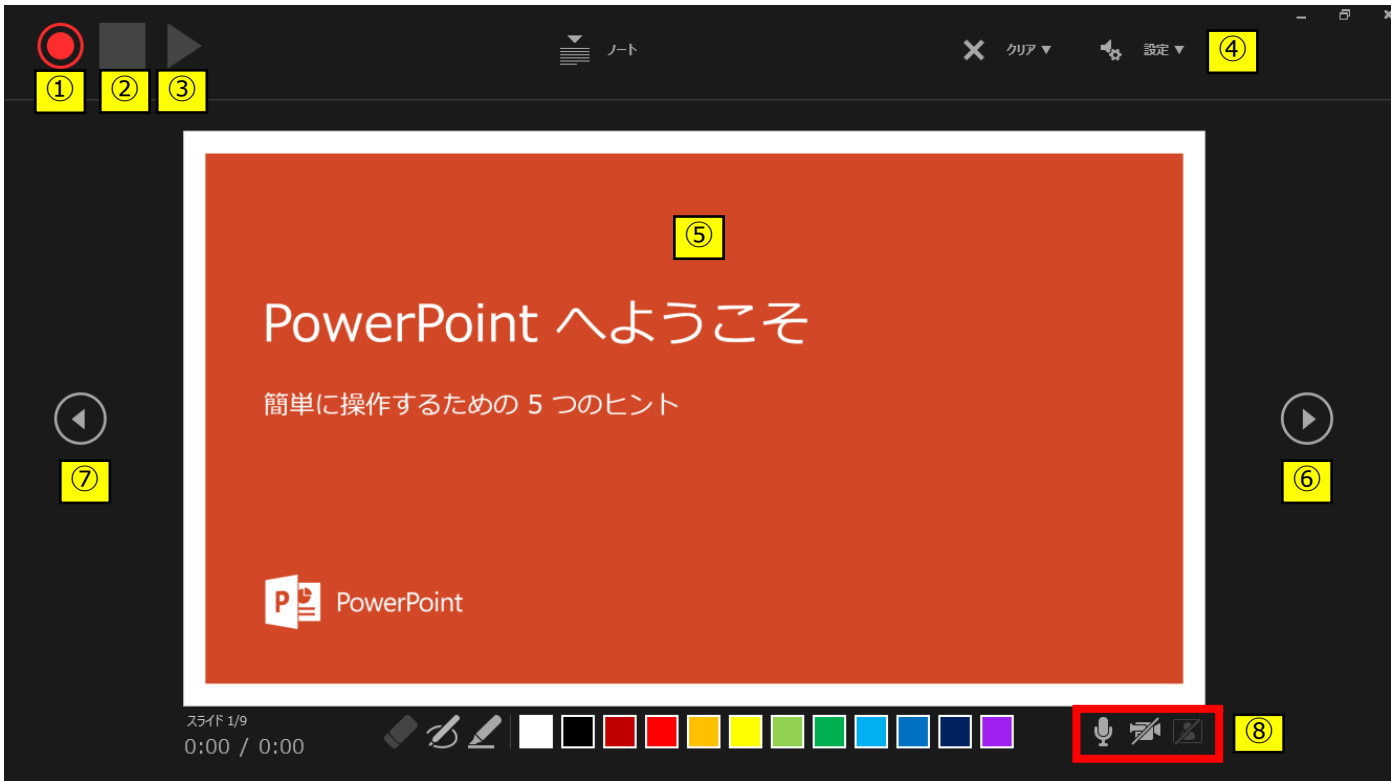 ノート
クリア ▼
設定 ▼
④
① ② ③
⑤
PowerPoint へようこそ
簡単に操作するための 5 つのヒント
⑦
⑥
P
PowerPoint
スライド 1/9
0:00 / 0:00
⑧